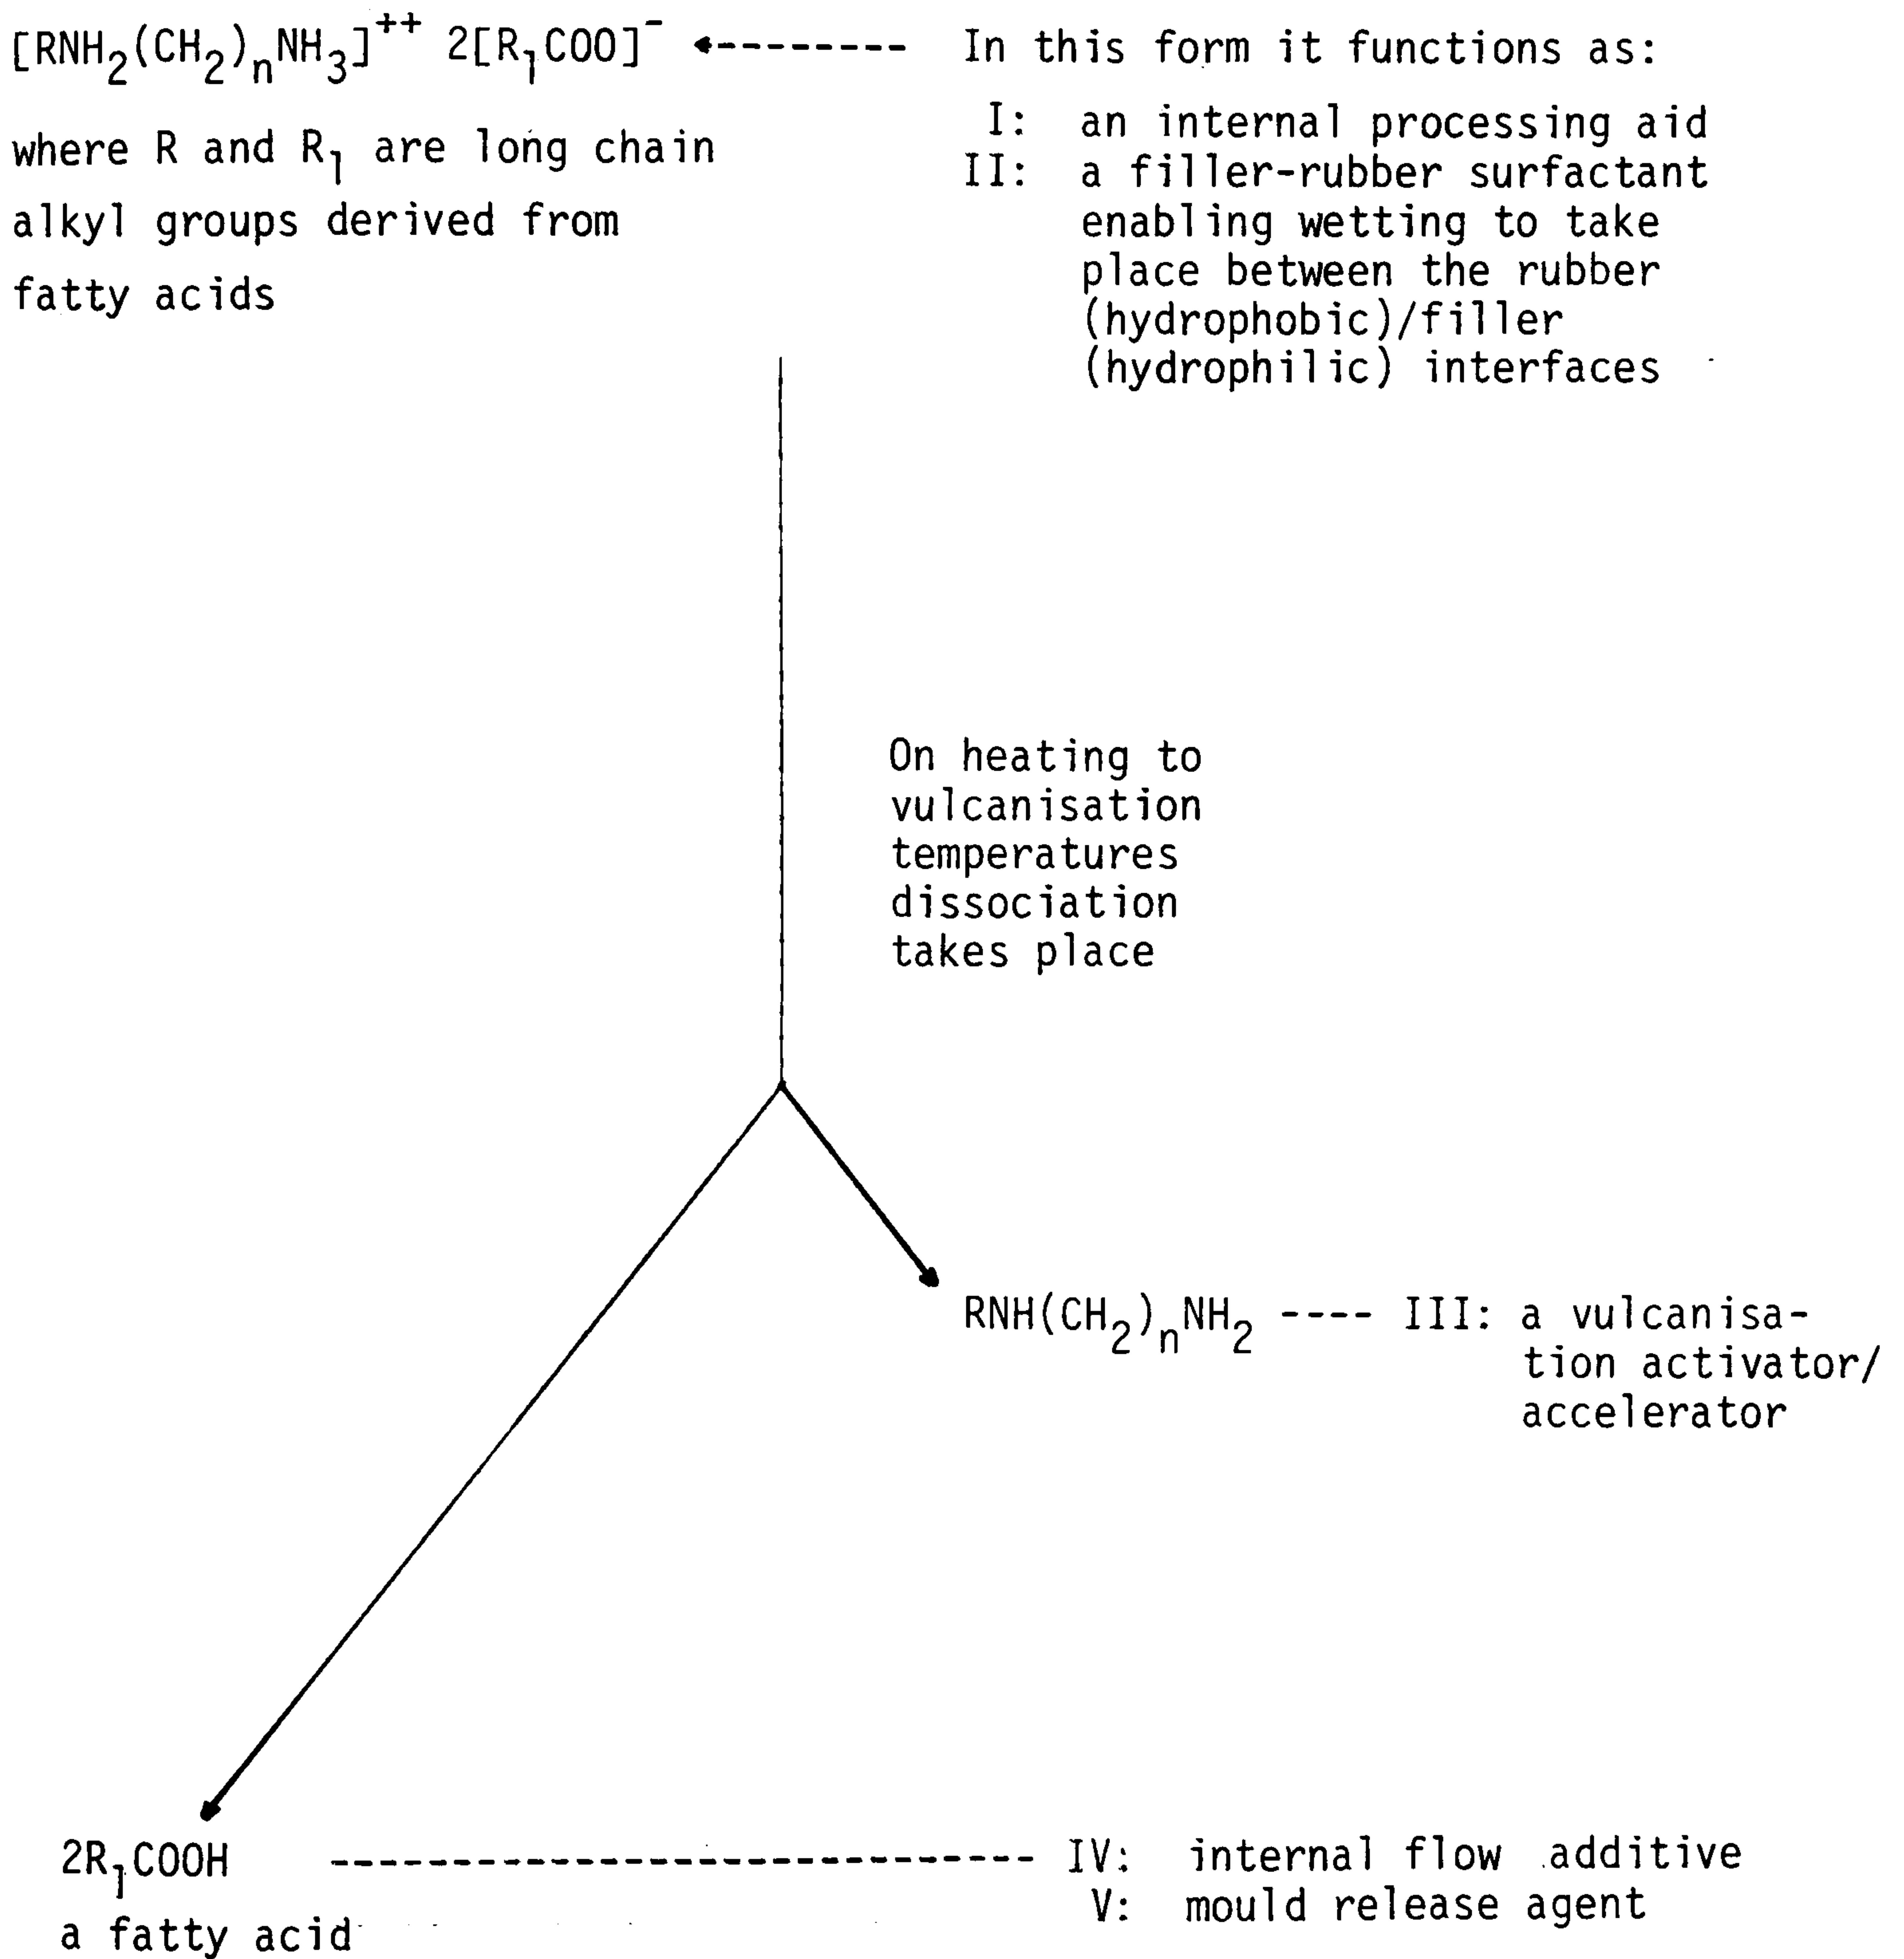 [RNH₂(CH₂)ₙNH₃]⁺⁺ 2[R₁COO]⁻ ◄-------- In this form it functions as:
where R and R₁ are long chain
alkyl groups derived from
fatty acids
I: an internal processing aid
II: a filler-rubber surfactant
enabling wetting to take
place between the rubber
(hydrophobic)/filler
(hydrophilic) interfaces
On heating to
vulcanisation
temperatures
dissociation
takes place
RNH(CH₂)ₙNH₂ ---- III: a vulcanisa-
tion activator/
accelerator
2R₁COOH ------------------------------ IV: internal flow additive
V: mould release agent
a fatty acid